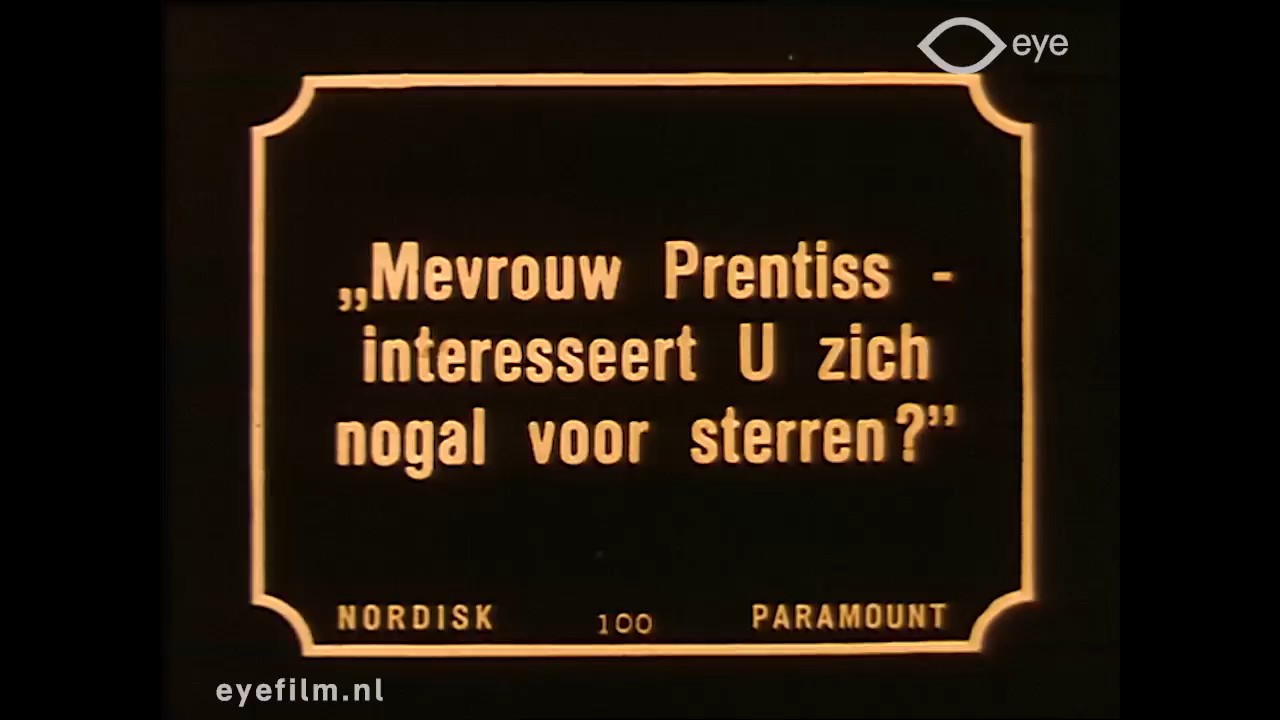 eye
„Mevrouw Prentiss -
interesseert U zich
nogal voor sterren?”
NORDISK 100 PARAMOUNT
eyefilm.nl